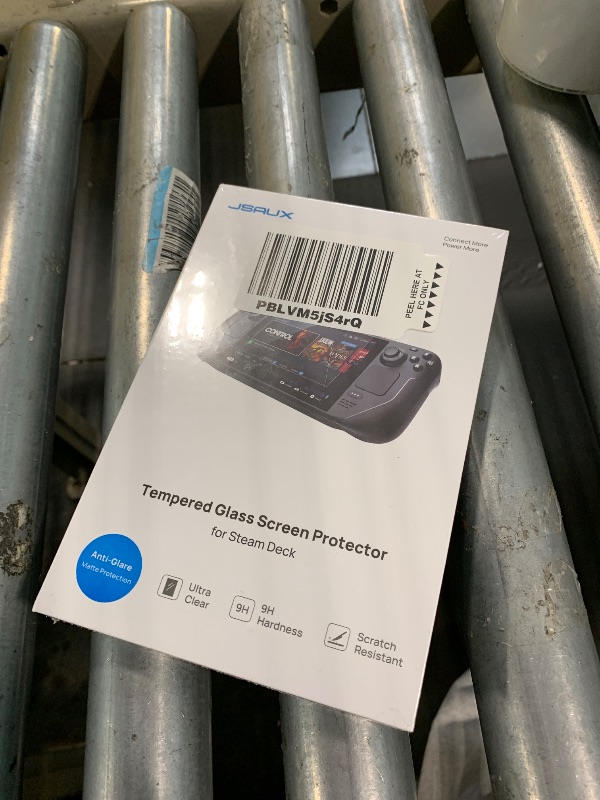 JSAUX
Connect More
Power More
PBLVM5jS4rQ
PEEL HERE AT
PC ONLY
CONTROL
Tempered Glass Screen Protector
for Steam Deck
Anti-Glare
Matte Protection
Ultra
Clear
9H
9H
Hardness
Scratch
Resistant